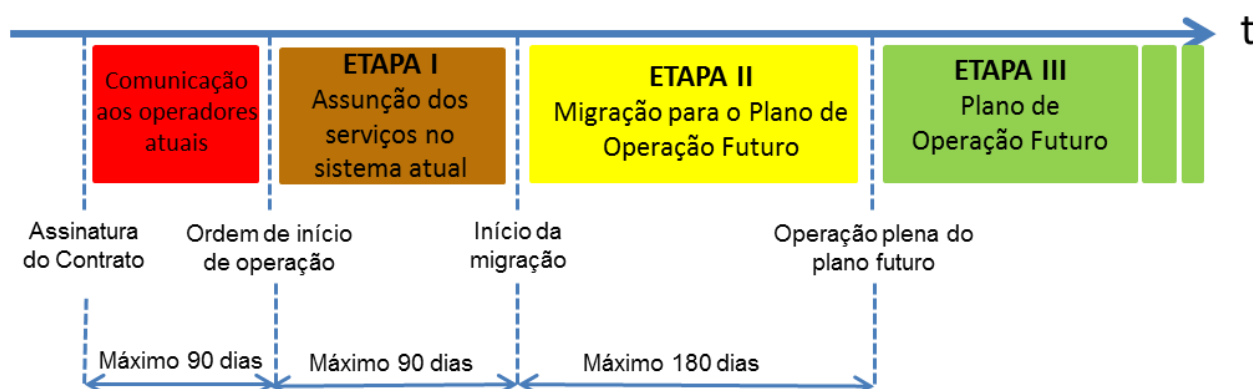 t
Comunicação
aos operadores
atuais
ETAPA I
Assunção dos
serviços no
sistema atual
ETAPA II
Migração para o Plano de
Operação Futuro
ETAPA III
Plano de
Operação Futuro
Assinatura
do Contrato
Ordem de início
de operação
Início da
migração
Operação plena do
plano futuro
Máximo 90 dias
Máximo 90 dias
Máximo 180 dias